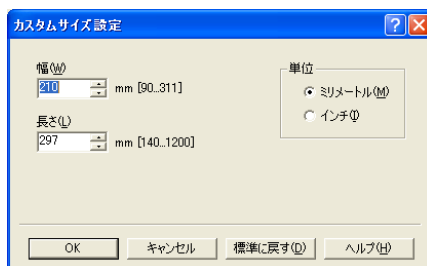 カスタムサイズ設定
幅(W)
210 mm [90...311]
長さ(L)
297 mm [140...1200]
単位
ミリメートル(M)
インチ(I)
OK キャンセル 標準に戻す(D) ヘルプ(H)